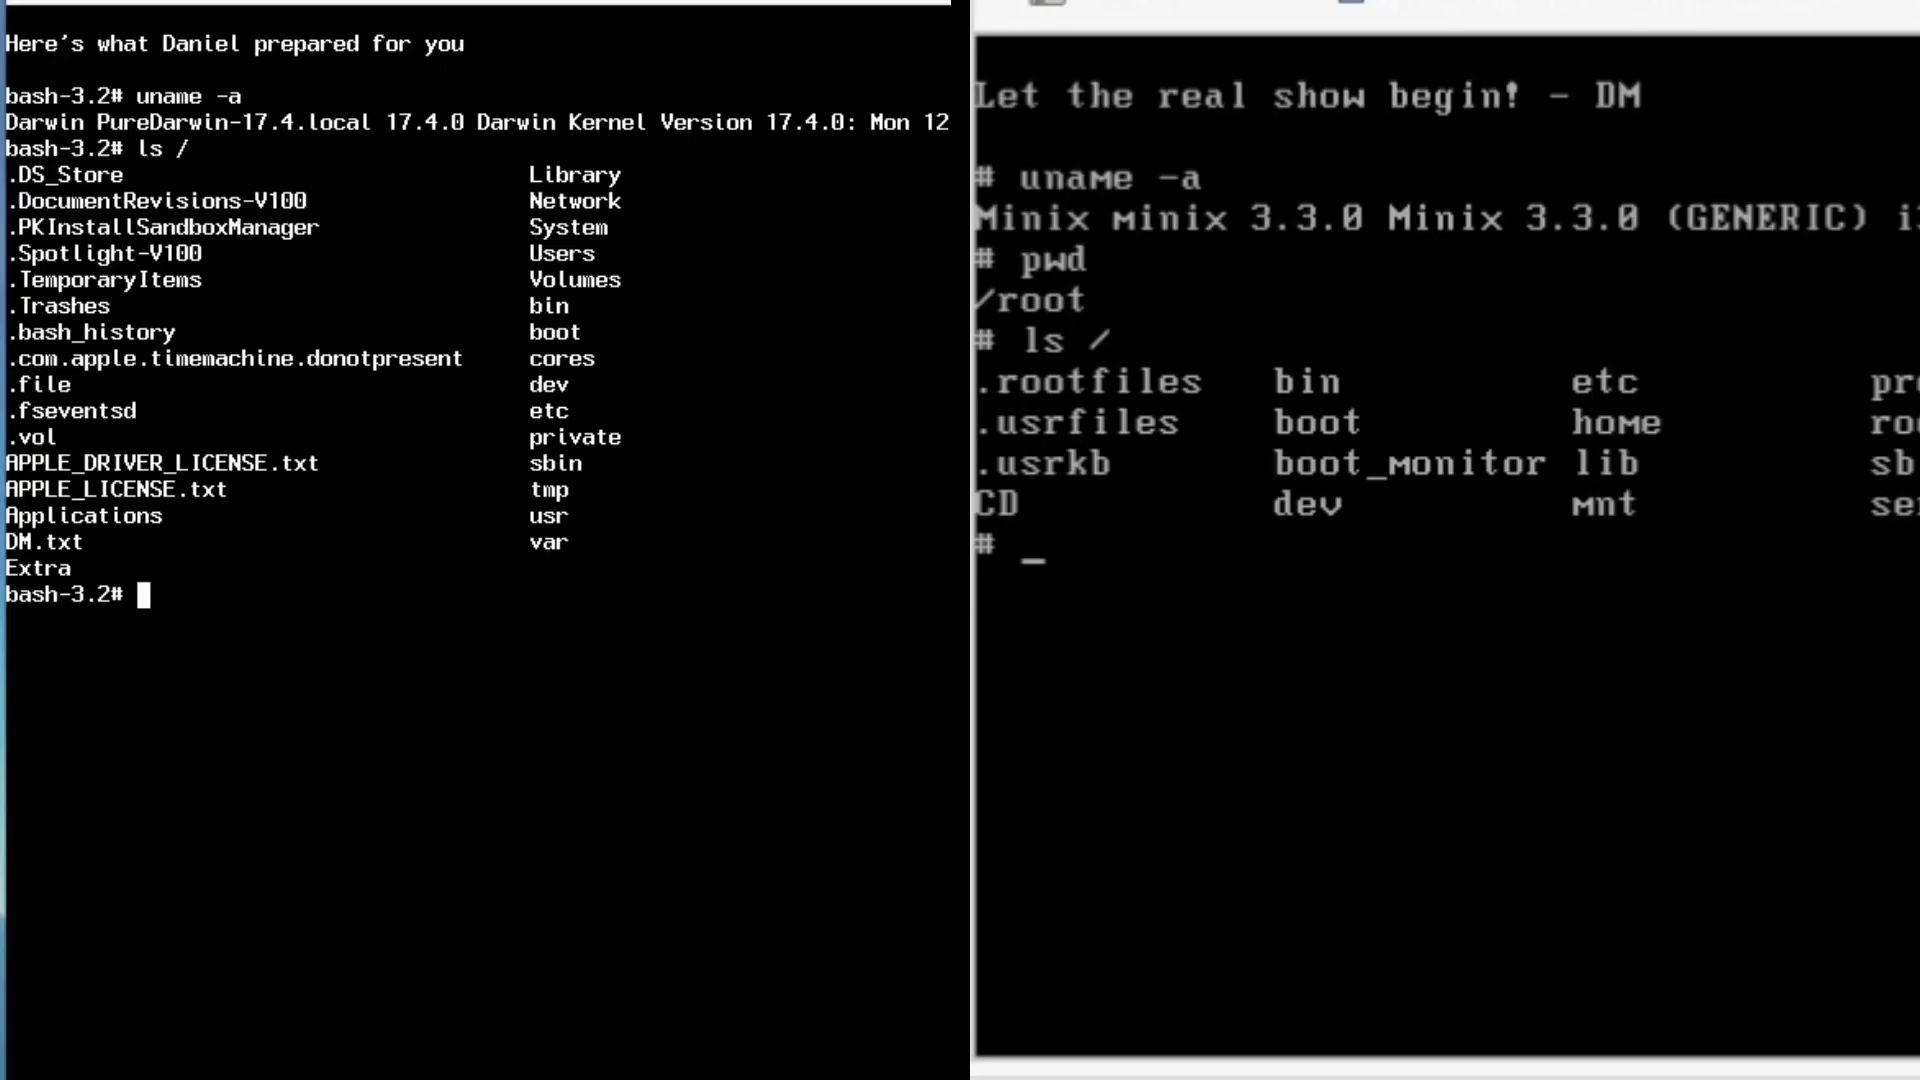 Here's what Daniel prepared for you
bash-3.2# uname -a
Darwin PureDarwin-17.4.local 17.4.0 Darwin Kernel Version 17.4.0: Mon 12
bash-3.2# ls /
.DS_Store Library
.DocumentRevisions-V100 Network
.PKInstallSandboxManager System
.Spotlight-V100 Users
.TemporaryItems Volumes
.Trashes bin
.bash_history boot
.com.apple.timemachine.donotpresent cores
.file dev
.fseventsd etc
.vol private
APPLE_DRIVER_LICENSE.txt sbin
APPLE_LICENSE.txt tmp
Applications usr
DM.txt var
Extra
bash-3.2#
Let the real show begin! - DM
# uname -a
Minix minix 3.3.0 Minix 3.3.0 (GENERIC)
# pwd
/root
# ls /
.rootfiles bin etc
.usrfiles boot home
.usrkb boot_monitor lib
CD dev mnt
# _